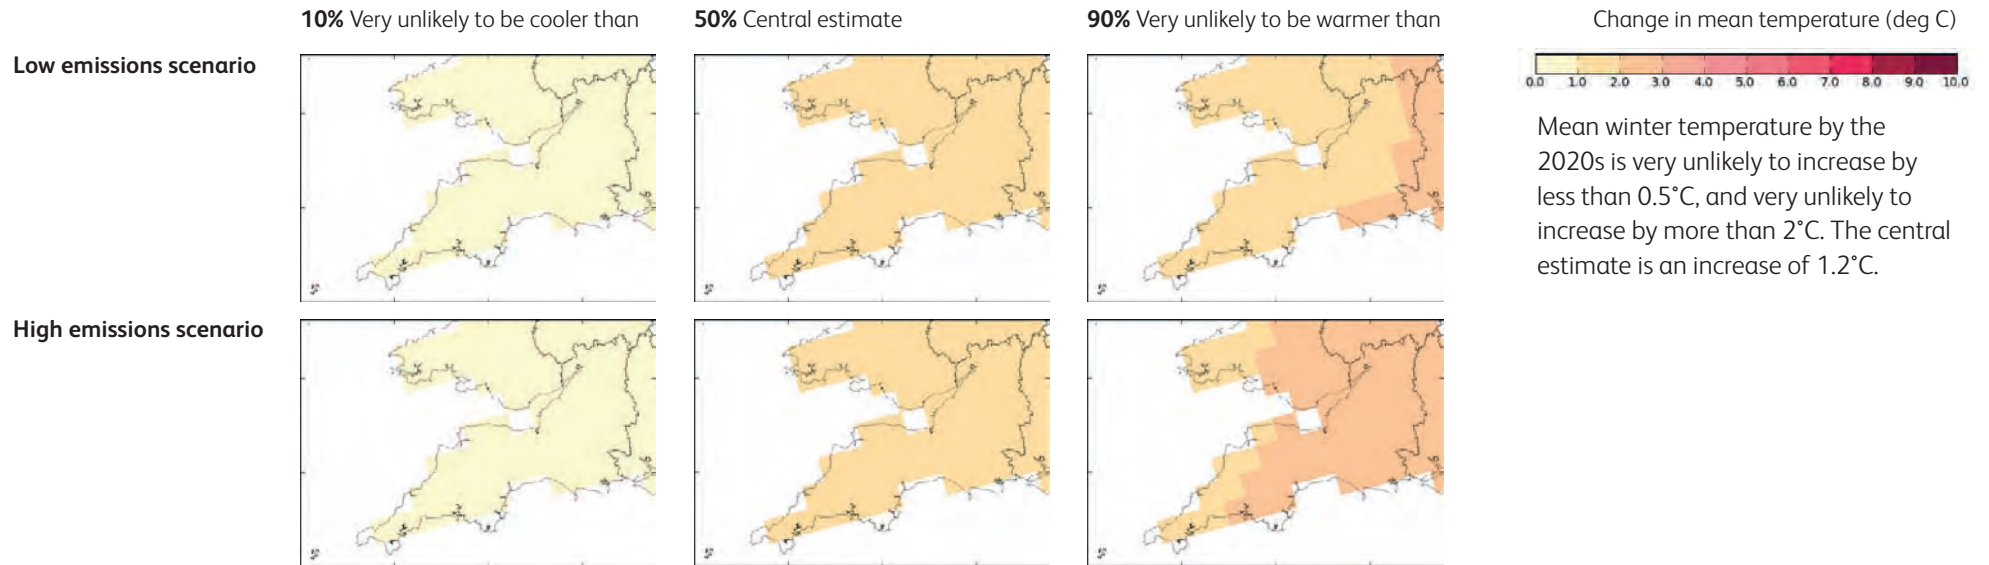 10% Very unlikely to be cooler than
50% Central estimate
90% Very unlikely to be warmer than
Change in mean temperature (deg C)
Low emissions scenario
0.0 1.0 2.0 3.0 4.0 5.0 6.0 7.0 8.0 9.0 10.0
Mean winter temperature by the
2020s is very unlikely to increase by
less than 0.5˚C, and very unlikely to
increase by more than 2˚C. The central
estimate is an increase of 1.2˚C.
High emissions scenario